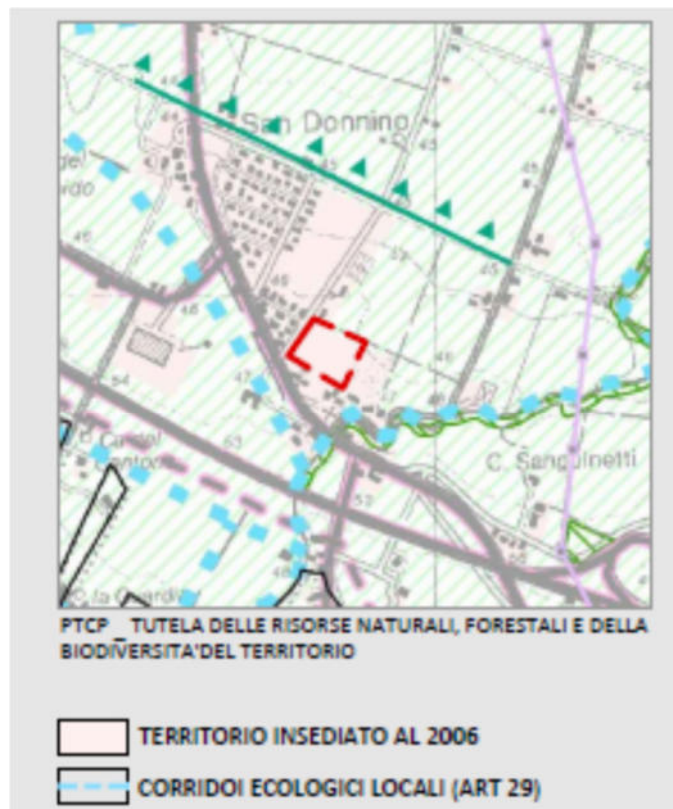 San Donnino
C. Sanguinetti
PTCP _ TUTELA DELLE RISORSE NATURALI, FORESTALI E DELLA
BIODIVERSITA'DEL TERRITORIO
TERRITORIO INSEDIATO AL 2006
CORRIDOI ECOLOGICI LOCALI (ART 29)